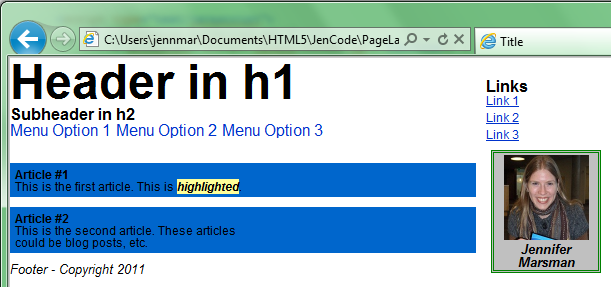 C:\Users\jennmar\Documents\HTML5\JenCode\PageLa
Title
Header in h1
Subheader in h2
Menu Option 1 Menu Option 2 Menu Option 3
Article #1
This is the first article. This is highlighted.
Article #2
This is the second article. These articles
could be blog posts, etc.
Footer - Copyright 2011
Links
Link 1
Link 2
Link 3
Jennifer
Marsman